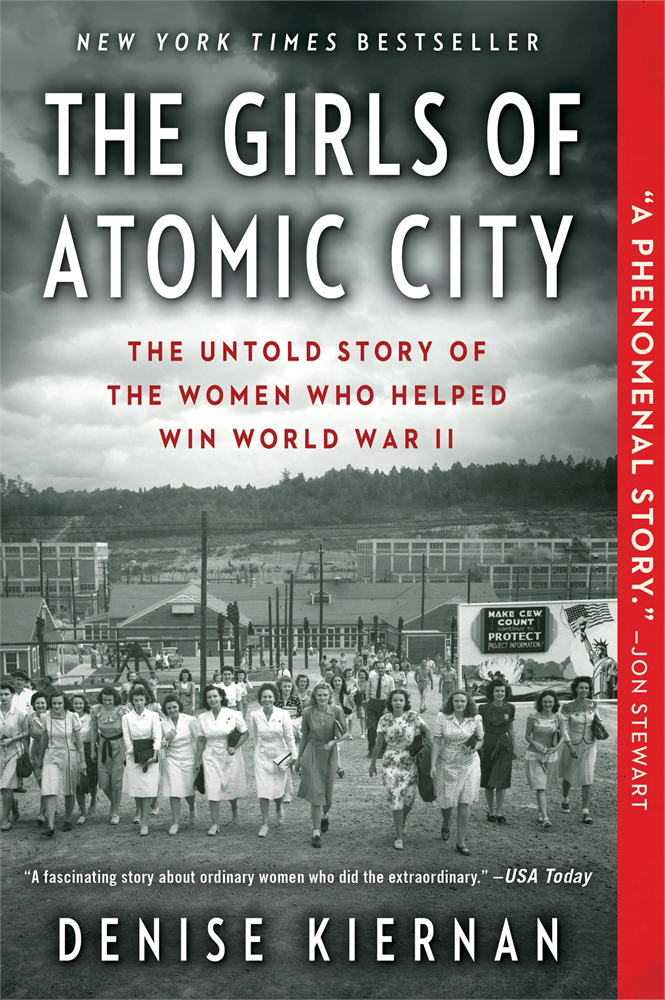 NEW YORK TIMES BESTSELLER
THE GIRLS OF
ATOMIC CITY
THE UNTOLD STORY OF
THE WOMEN WHO HELPED
WIN WORLD WAR II
MAKE C.E.W.
COUNT
continue to
PROTECT
PROJECT INFORMATION!
“A fascinating story about ordinary women who did the extraordinary.” —USA Today
DENISE KIERNAN
“A PHENOMENAL STORY.” —JON STEWART